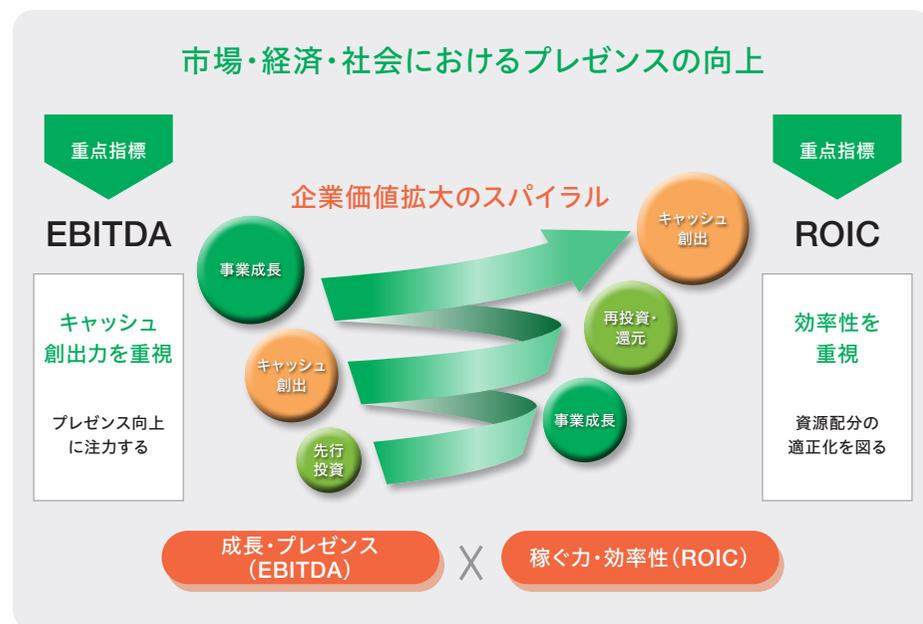 市場・経済・社会におけるプレゼンスの向上
重点指標
EBITDA
キャッシュ
創出力を重視
プレゼンス向上
に注力する
企業価値拡大のスパイラル
事業成長
キャッシュ
創出
先行
投資
キャッシュ
創出
再投資・
還元
事業成長
重点指標
ROIC
効率性を
重視
資源配分の
適正化を図る
成長・プレゼンス
（EBITDA）
X
稼ぐ力・効率性（ROIC）